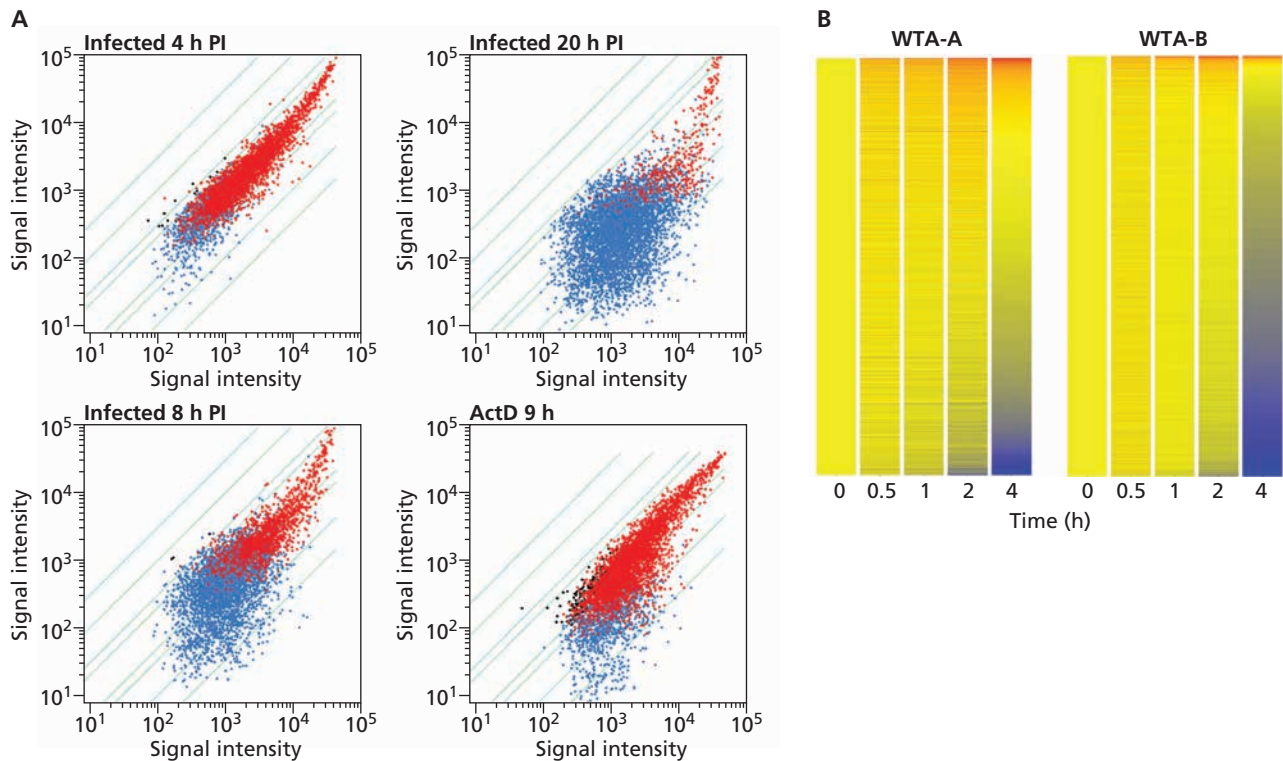 A
Infected 4 h PI
10^5
10^4
10^3
10^2
10^1
Signal intensity
10^1 10^2 10^3 10^4 10^5
Signal intensity
Infected 20 h PI
10^5
10^4
10^3
10^2
10^1
Signal intensity
10^1 10^2 10^3 10^4 10^5
Signal intensity
Infected 8 h PI
10^5
10^4
10^3
10^2
10^1
Signal intensity
10^1 10^2 10^3 10^4 10^5
Signal intensity
ActD 9 h
10^5
10^4
10^3
10^2
10^1
Signal intensity
10^1 10^2 10^3 10^4 10^5
Signal intensity
B
WTA-A WTA-B
0 0.5 1 2 4 0 0.5 1 2 4
Time (h)